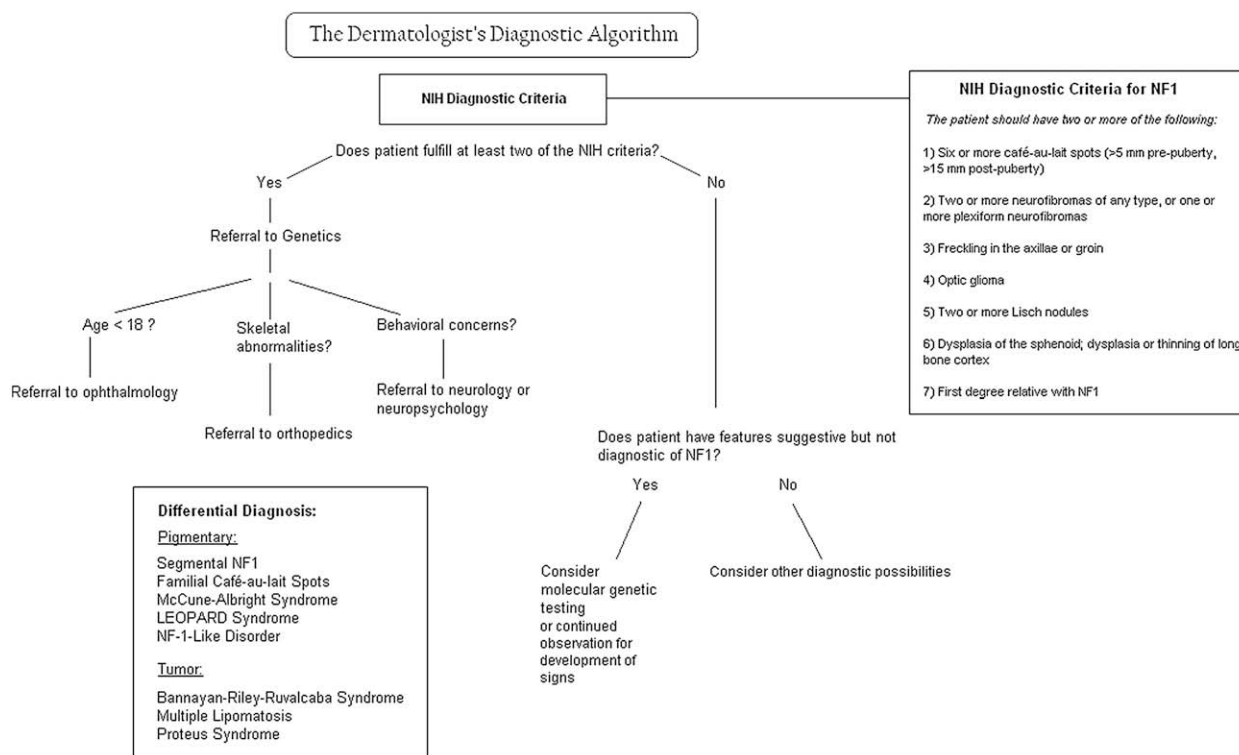 The Dermatologist's Diagnostic Algorithm
NIH Diagnostic Criteria
Does patient fulfill at least two of the NIH criteria?
Yes
No
Referral to Genetics
Age < 18 ?
Skeletal
abnormalities?
Behavioral concerns?
Referral to ophthalmology
Referral to orthopedics
Referral to neurology or
neuropsychology
Does patient have features suggestive but not
diagnostic of NF1?
Yes
No
Consider
molecular genetic
testing
or continued
observation for
development of
signs
Consider other diagnostic possibilities
NIH Diagnostic Criteria for NF1
The patient should have two or more of the following:
1) Six or more café-au-lait spots (>5 mm pre-puberty,
>15 mm post-puberty)
2) Two or more neurofibromas of any type, or one or
more plexiform neurofibromas
3) Freckling in the axillae or groin
4) Optic glioma
5) Two or more Lisch nodules
6) Dysplasia of the sphenoid; dysplasia or thinning of long
bone cortex
7) First degree relative with NF1
Differential Diagnosis:
Pigmentary:
Segmental NF1
Familial Café-au-lait Spots
McCune-Albright Syndrome
LEOPARD Syndrome
NF-1-Like Disorder
Tumor:
Bannayan-Riley-Ruvalcaba Syndrome
Multiple Lipomatosis
Proteus Syndrome